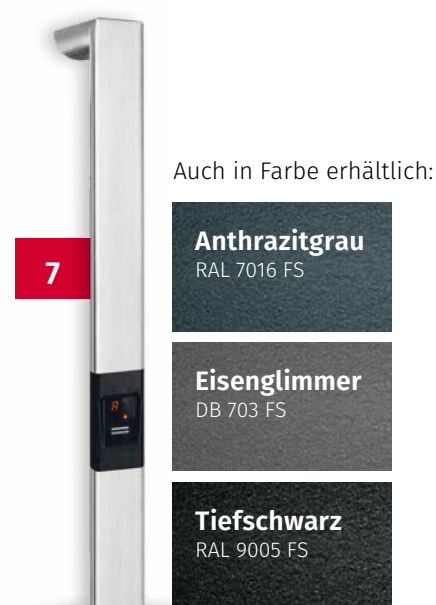 Auch in Farbe erhältlich:
Anthrazitgrau
RAL 7016 FS
7
Eisenglimmer
DB 703 FS
A
Tiefschwarz
RAL 9005 FS